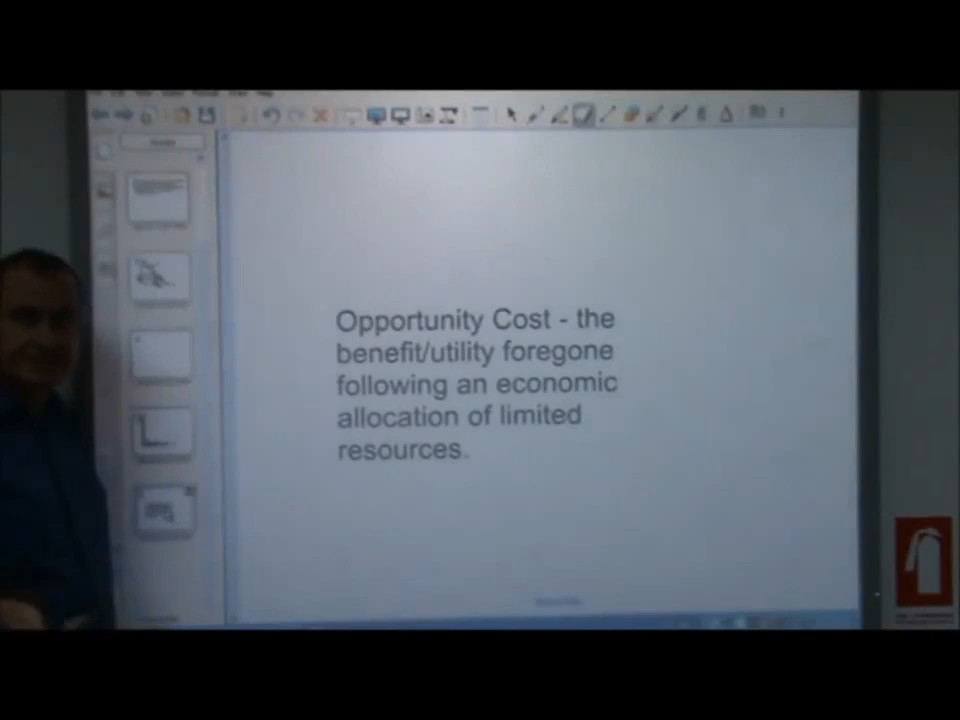 Opportunity Cost - the
benefit/utility foregone
following an economic
allocation of limited
resources.